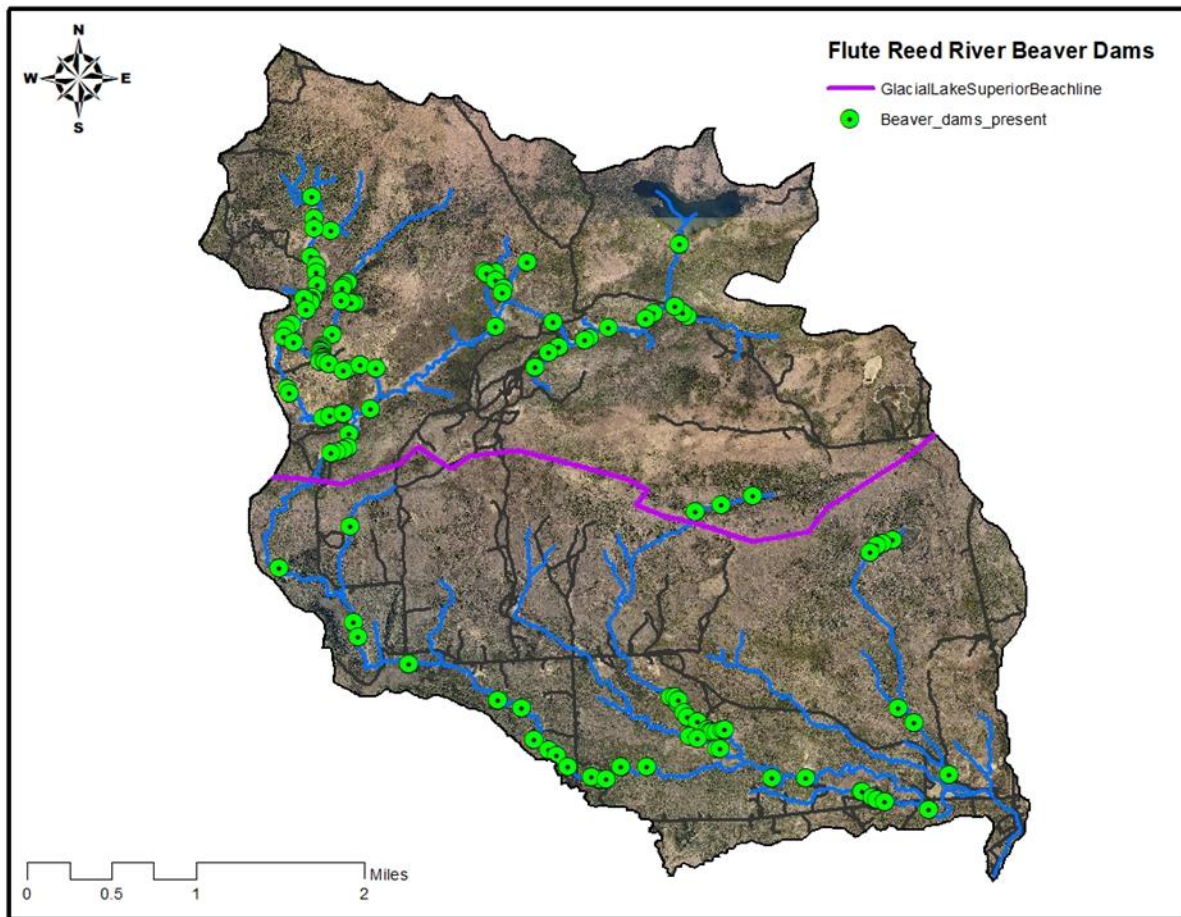 N
W E
S
Flute Reed River Beaver Dams
GlacialLakeSuperiorBeachline
Beaver_dams_present
Miles
0 0.5 1 2